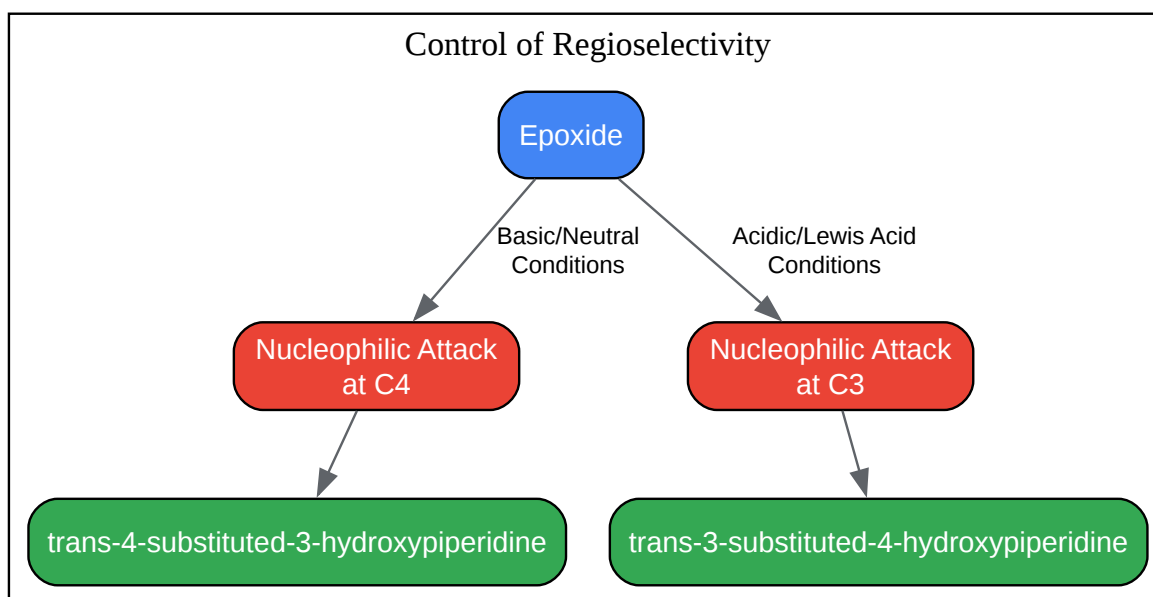 Control of Regioselectivity
Epoxide
Basic/Neutral
Conditions
Acidic/Lewis Acid
Conditions
Nucleophilic Attack
at C4
Nucleophilic Attack
at C3
trans-4-substituted-3-hydroxypiperidine
trans-3-substituted-4-hydroxypiperidine